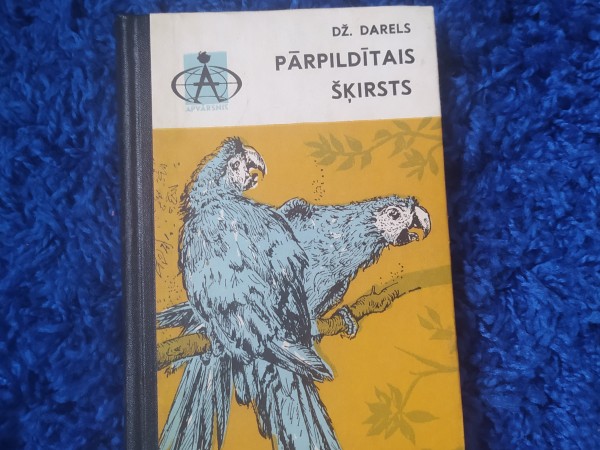 DŽ. DARELS
PĀRPILDĪTAIS
ŠĶIRSTS
A
APVĀRSNIS